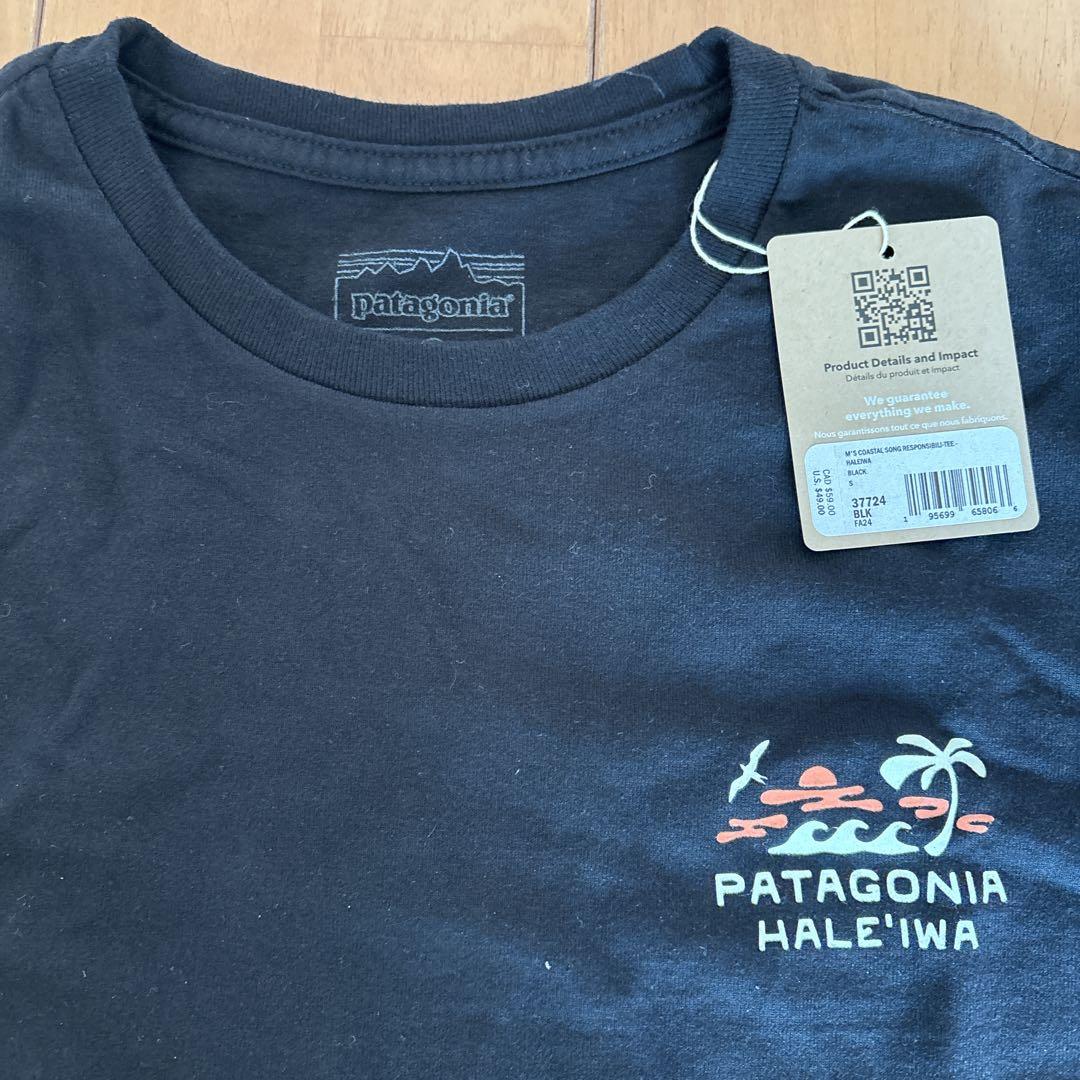 patagonia®
Product Details and Impact
Détails du produit et impact
We guarantee
everything we make.
Nous garantissons tout ce que nous fabriquons.
M'S COASTAL SONG RESPONSIBILI-TEE.-
HALEIWA
BLACK
S
CAD $59.00
U.S. $49.00
37724
BLK
FA24
1 95699 65806 6
PATAGONIA
HALE'IWA